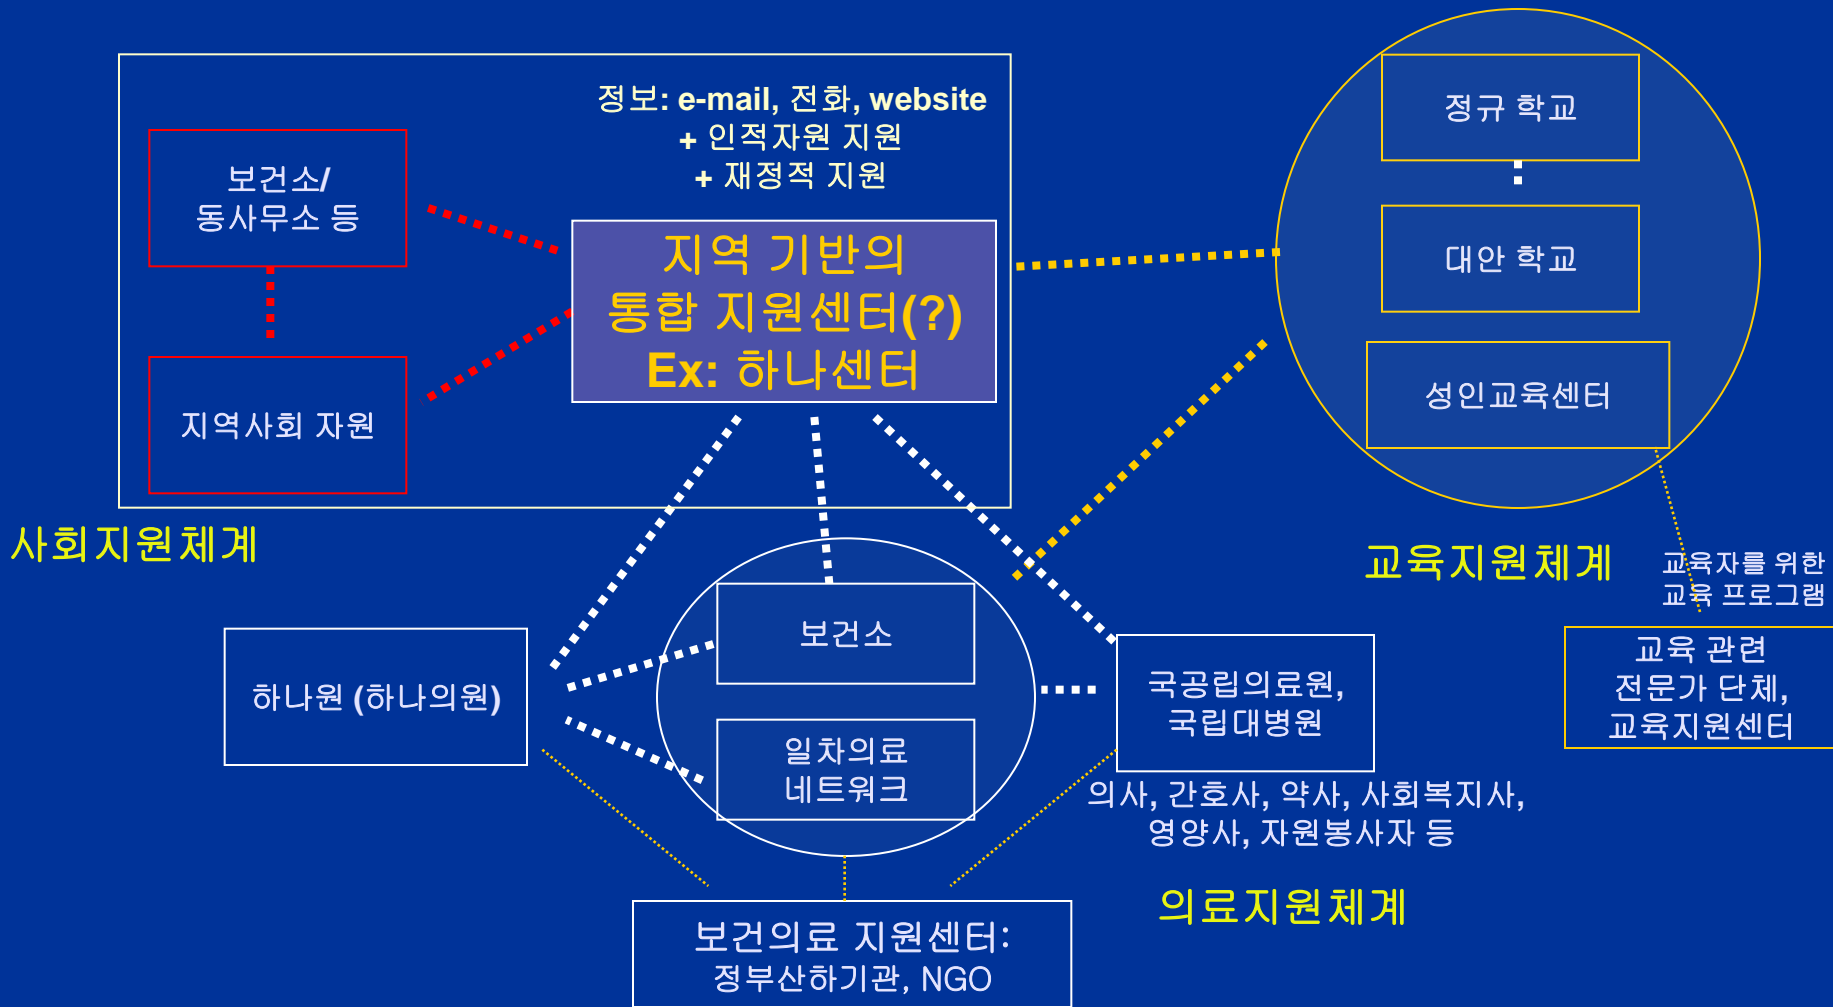 정보: e-mail, 전화, website
+ 인적자원 지원
+ 재정적 지원
보건소/
동사무소 등
지역 기반의
통합 지원센터(?)
Ex: 하나센터
지역사회 자원
사회지원체계
정규 학교
대안 학교
성인교육센터
교육지원체계
교육자를 위한
교육 프로그램
교육 관련
전문가 단체,
교육지원센터
하나원 (하나의원)
보건소
일차의료
네트워크
국공립의료원,
국립대병원
의사, 간호사, 약사, 사회복지사,
영양사, 자원봉사자 등
의료지원체계
보건의료 지원센터:
정부산하기관, NGO